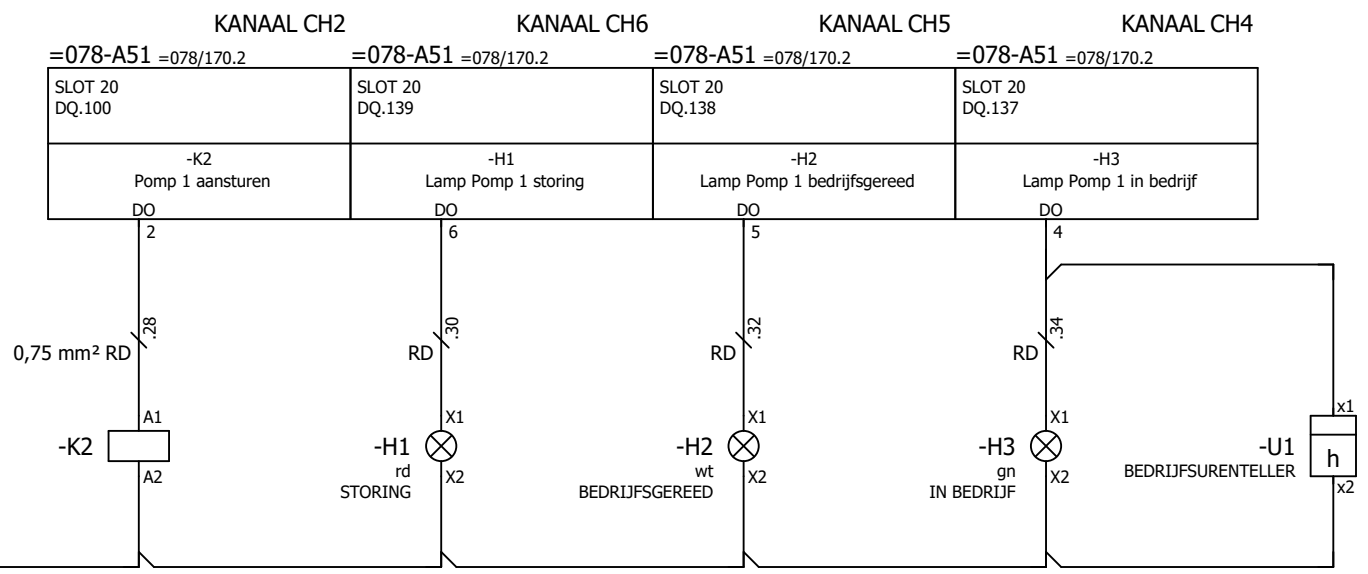 KANAAL CH2 KANAAL CH6 KANAAL CH5 KANAAL CH4
=078-A51 =078/170.2 =078-A51 =078/170.2 =078-A51 =078/170.2 =078-A51 =078/170.2
SLOT 20 SLOT 20 SLOT 20 SLOT 20
DQ.100 DQ.139 DQ.138 DQ.137
-K2 -H1 -H2 -H3
Pomp 1 aansturen Lamp Pomp 1 storing Lamp Pomp 1 bedrijfsgereed Lamp Pomp 1 in bedrijf
DO DO DO DO
2 6 5 4
.28 .30 .32 .34
0,75 mm² RD RD RD RD
A1 X1 X1 X1 x1
-K2 -H1 -H2 -H3 -U1 h
rd wt gn BEDRIJFSURENTELLER
A2 X2 X2 X2 x2
STORING BEDRIJFSGEREED IN BEDRIJF